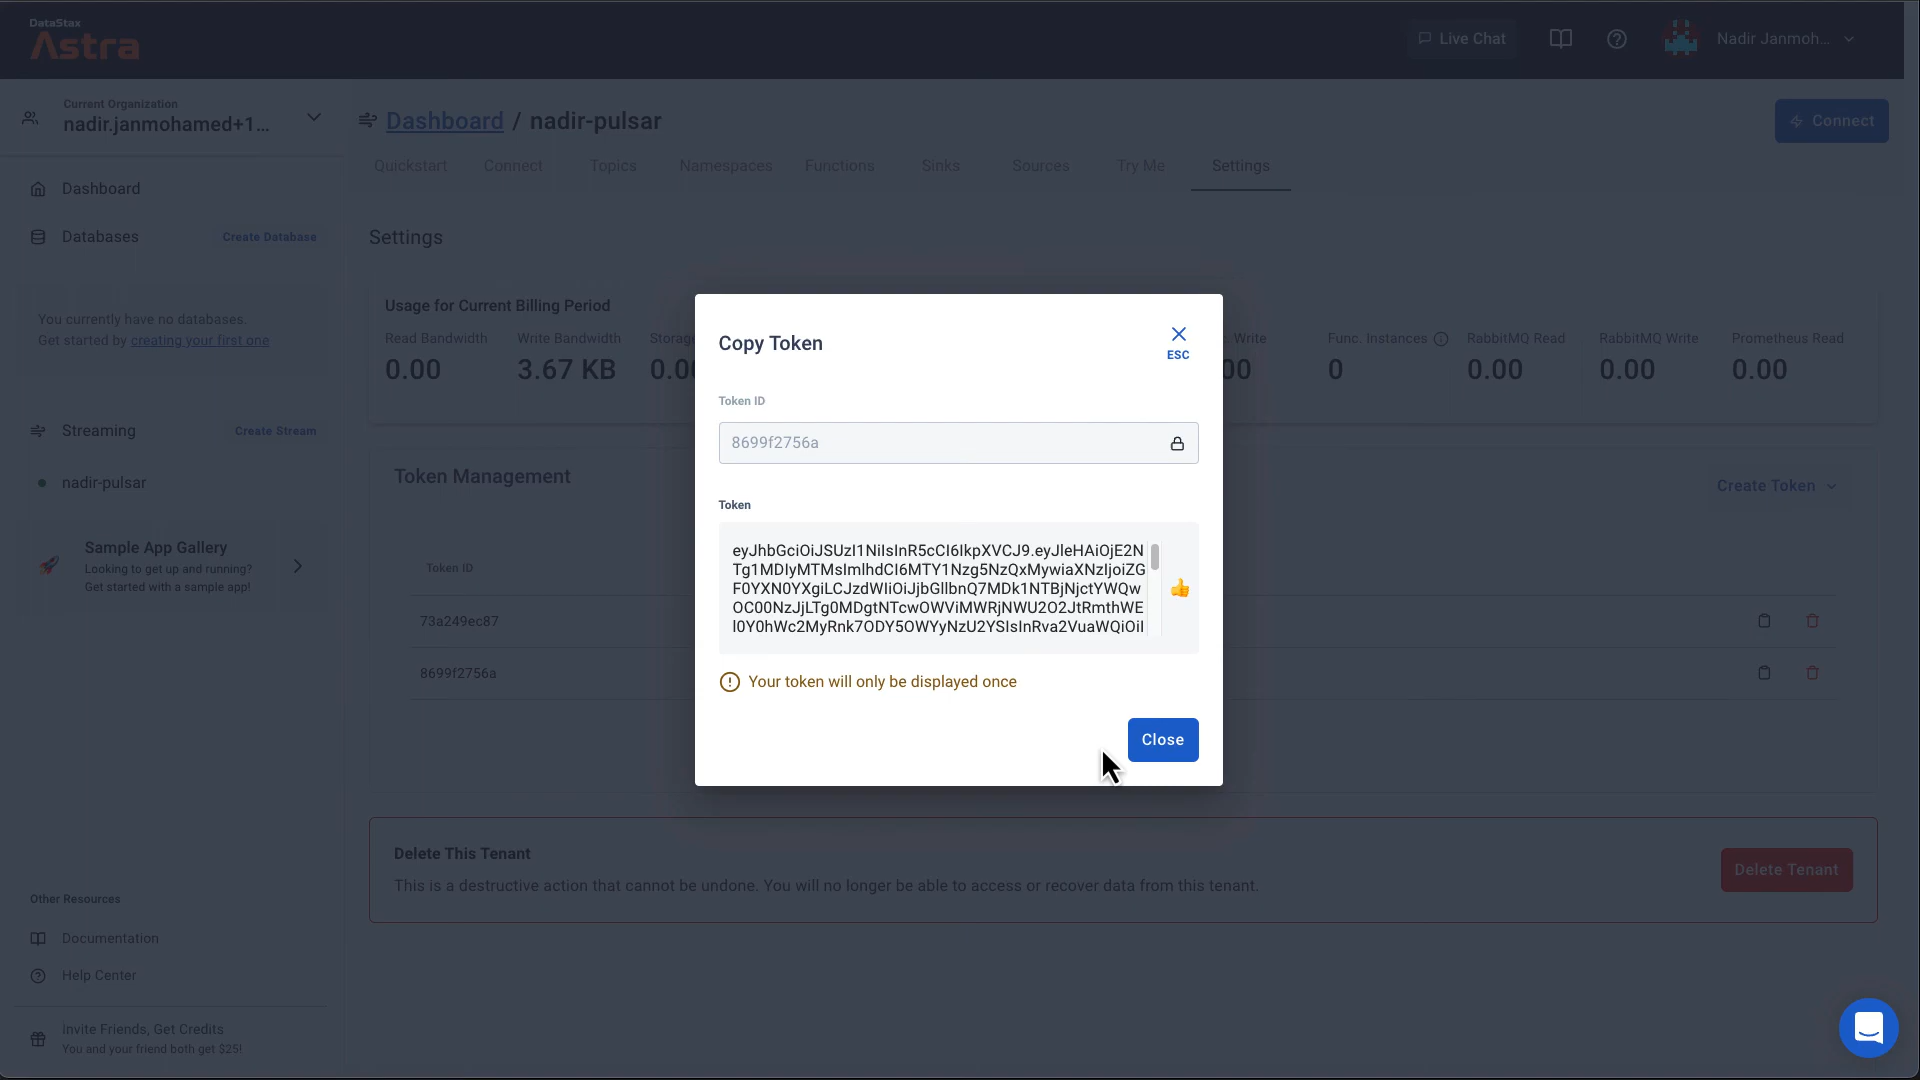 DataStax
Astra
Live Chat
Nadir Janmoh...
Current Organization
nadir.janmohamed+1...
Dashboard / nadir-pulsar
Connect
Quickstart Connect Topics Namespaces Functions Sinks Sources Try Me Settings
Dashboard
Databases Create Database
You currently have no databases.
Get started by creating your first one
Streaming Create Stream
nadir-pulsar
Sample App Gallery
Looking to get up and running?
Get started with a sample app!
Other Resources
Documentation
Help Center
Invite Friends, Get Credits
You and your friend both get $25!
Settings
Usage for Current Billing Period
Read Bandwidth Write Bandwidth Write Func. Instances RabbitMQ Read RabbitMQ Write Prometheus Read
0.00 3.67 KB 0 0.00 0.00 0.00
Token Management
Create Token
Token ID
73a249ec87
8699f2756a
Copy Token
ESC
Token ID
8699f2756a
Token
eyJhbGciOiJSUzI1NiIsInR5cCI6IkpXVCJ9.eyJleHAiOjE2N
Tg1MDIyMTMsImlhdCI6MTY1Nzg5NzQxMywiaXNzIjoiZG
F0YXN0YXgiLCJzdWIiOiJjbGllbnQ7MDk1NTBjNjctYWQw
OC00NzJjLTg0MDgtNTcwOWViMWRjNWU2O2JtRmthWE
l0Y0hWc2MyRnk7ODY5OWYyNzU2YSIsInRva2VuaWQiOiI
Your token will only be displayed once
Close
Delete This Tenant
This is a destructive action that cannot be undone. You will no longer be able to access or recover data from this tenant.
Delete Tenant